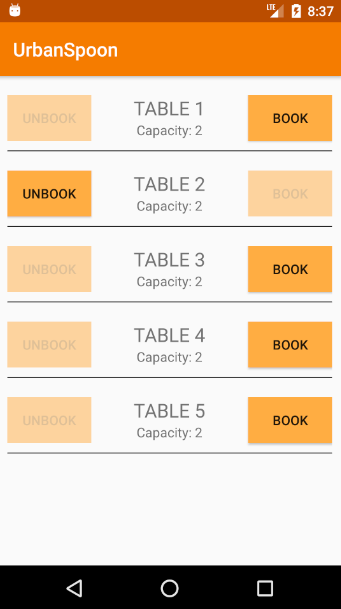 LTE 8:37
UrbanSpoon
UNBOOK TABLE 1 BOOK
Capacity: 2
UNBOOK TABLE 2 BOOK
Capacity: 2
UNBOOK TABLE 3 BOOK
Capacity: 2
UNBOOK TABLE 4 BOOK
Capacity: 2
UNBOOK TABLE 5 BOOK
Capacity: 2